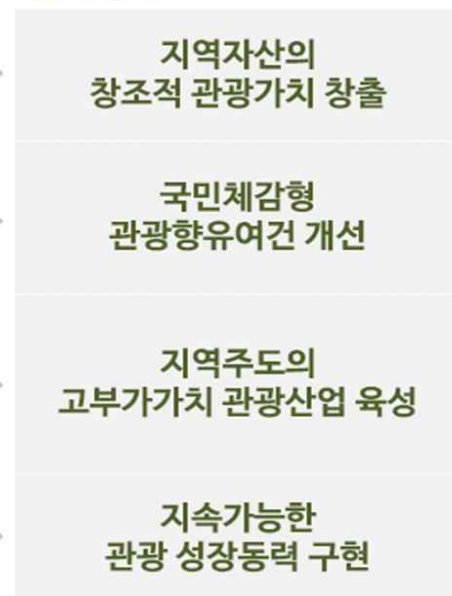 지역자산의
창조적 관광가치 창출
국민체감형
관광향유여건 개선
지역주도의
고부가가치 관광산업 육성
지속가능한
관광 성장동력 구현